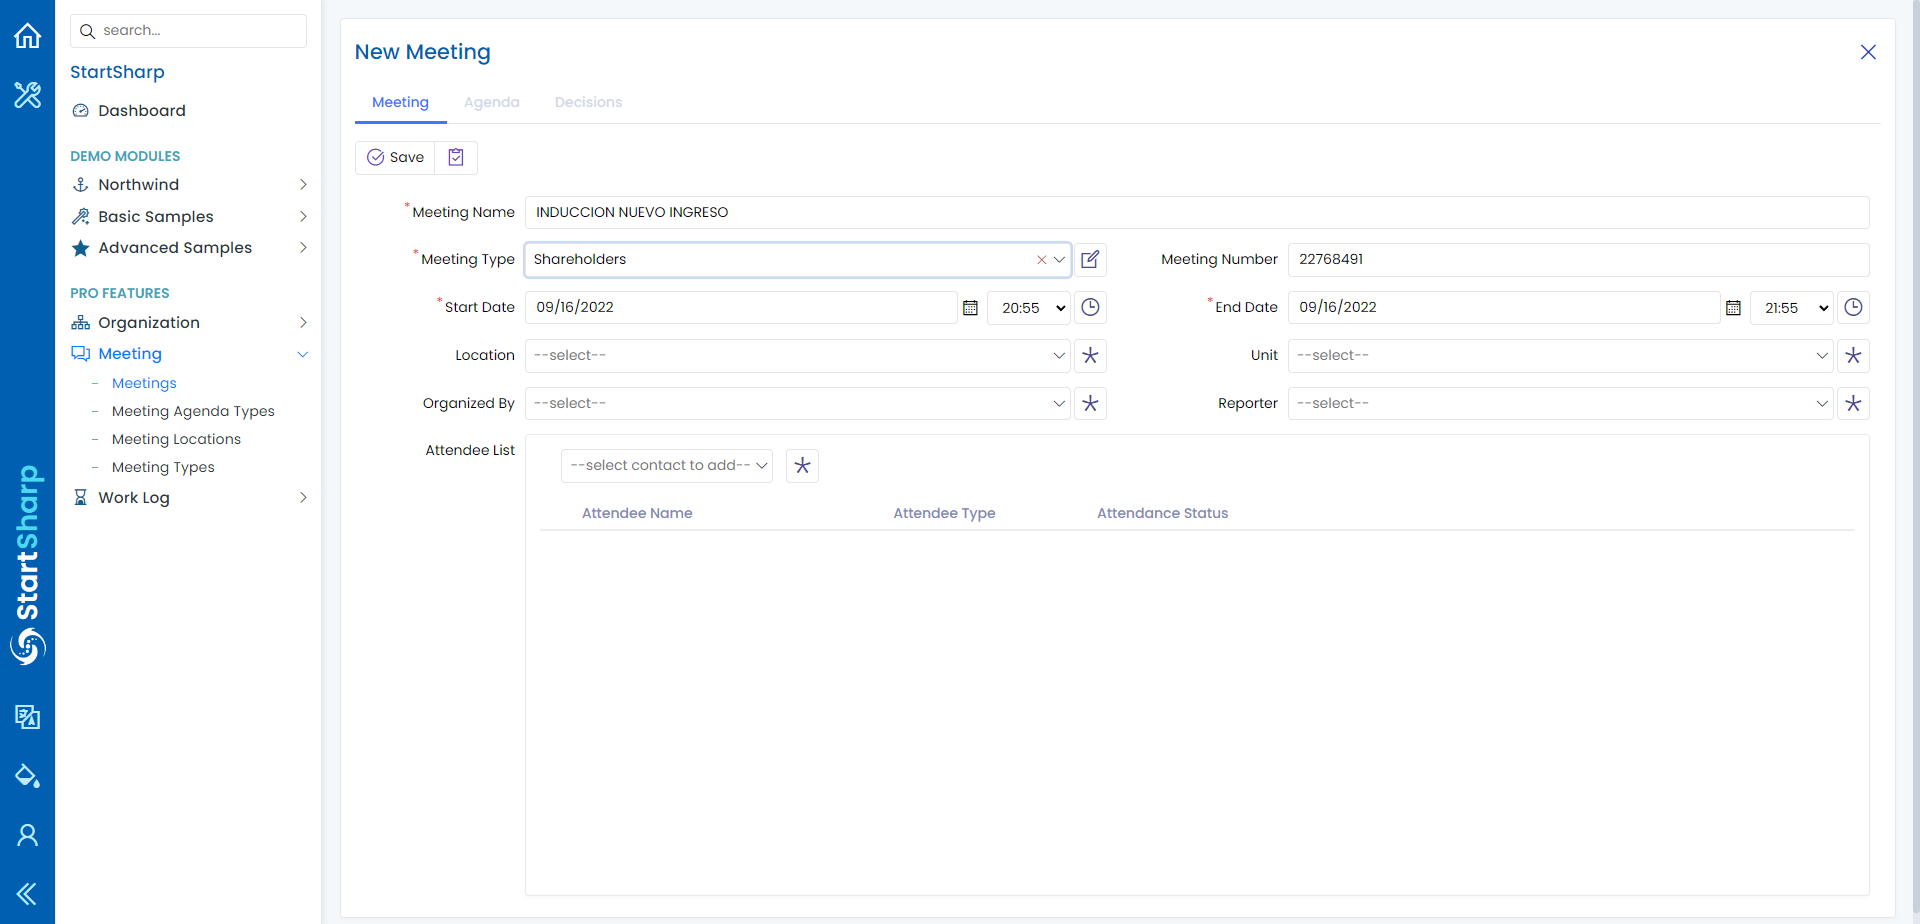 search...
StartSharp
Dashboard
DEMO MODULES
Northwind
Basic Samples
Advanced Samples
PRO FEATURES
Organization
Meeting
Meetings
Meeting Agenda Types
Meeting Locations
Meeting Types
Work Log
StartSharp
New Meeting
Meeting Agenda Decisions
Save
*Meeting Name INDUCCION NUEVO INGRESO
*Meeting Type Shareholders Meeting Number 22768491
*Start Date 09/16/2022 20:55 *End Date 09/16/2022 21:55
Location --select-- Unit --select--
Organized By --select-- Reporter --select--
Attendee List --select contact to add--
Attendee Name Attendee Type Attendance Status